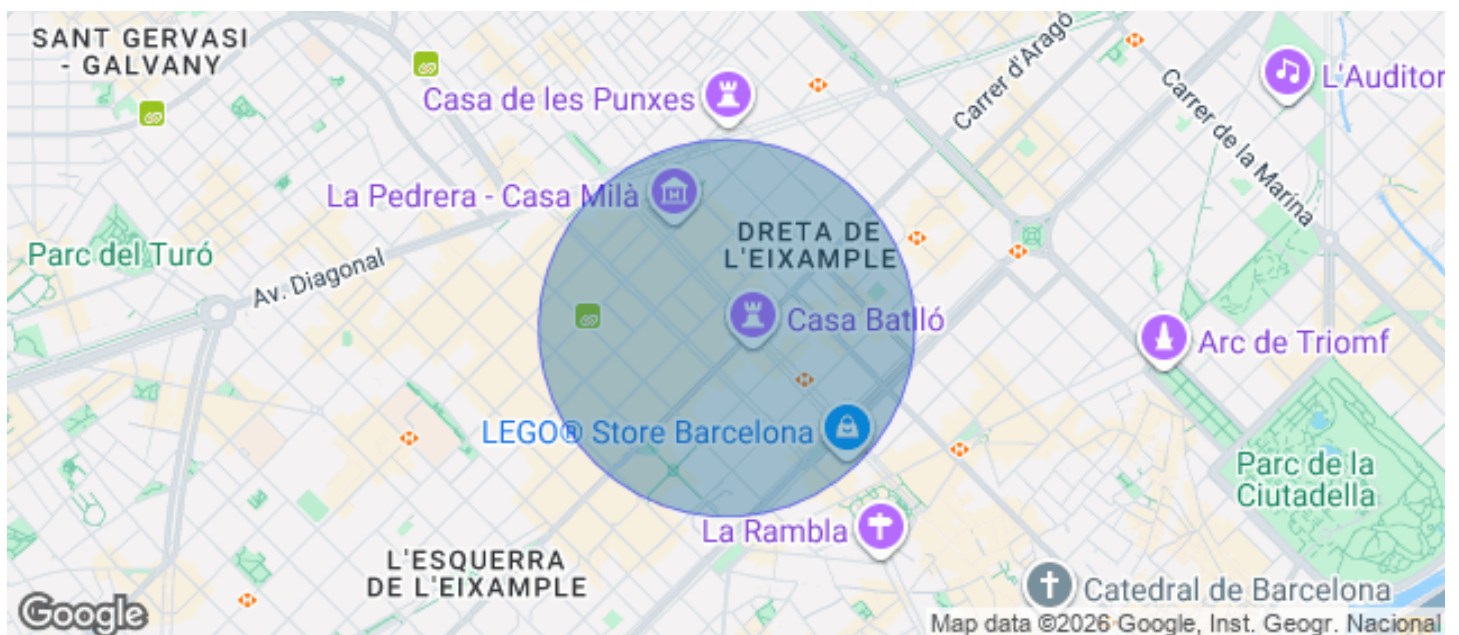 SANT GERVASI
- GALVANY
Casa de les Punxes
Carrer d'Aragó
L'Auditor
Carrer de la Marina
La Pedrera - Casa Milà
DRETA DE
L'EIXAMPLE
Parc del Turó
Av. Diagonal
Casa Batlló
Arc de Triomf
LEGO® Store Barcelona
Parc de la
Ciutadella
La Rambla
L'ESQUERRA
DE L'EIXAMPLE
Catedral de Barcelona
Google
Map data ©2026 Google, Inst. Geogr. Nacional